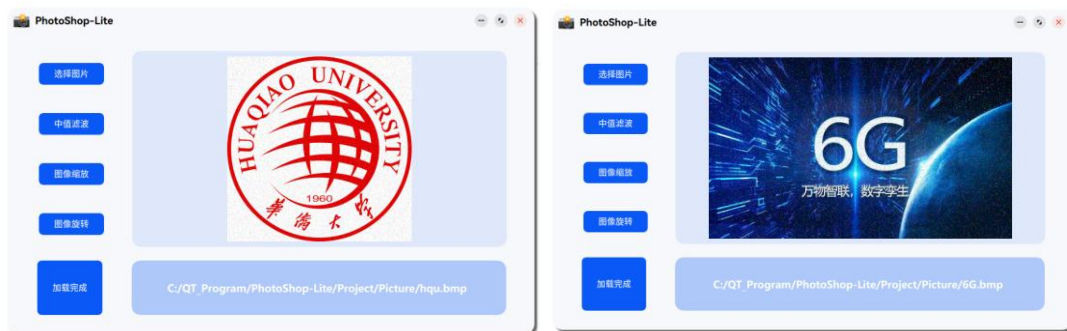 PhotoShop-Lite
选择图片
中值滤波
图像缩放
图像旋转
加载完成
HUAQIAO UNIVERSITY
1960
華僑大學
C:/QT_Program/PhotoShop-Lite/Project/Picture/hqu.bmp
PhotoShop-Lite
选择图片
中值滤波
图像缩放
图像旋转
加载完成
6G
万物智联，数字孪生
C:/QT_Program/PhotoShop-Lite/Project/Picture/6G.bmp